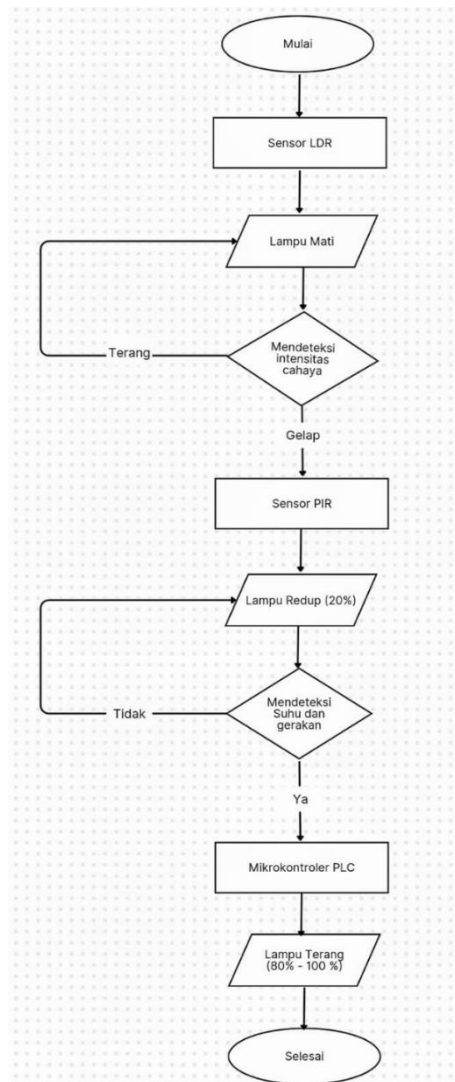 Mulai
Sensor LDR
Lampu Mati
Mendeteksi
intensitas
cahaya
Terang
Gelap
Sensor PIR
Lampu Redup (20%)
Mendeteksi
Suhu dan
gerakan
Tidak
Ya
Mikrokontroler PLC
Lampu Terang
(80% - 100 %)
Selesai